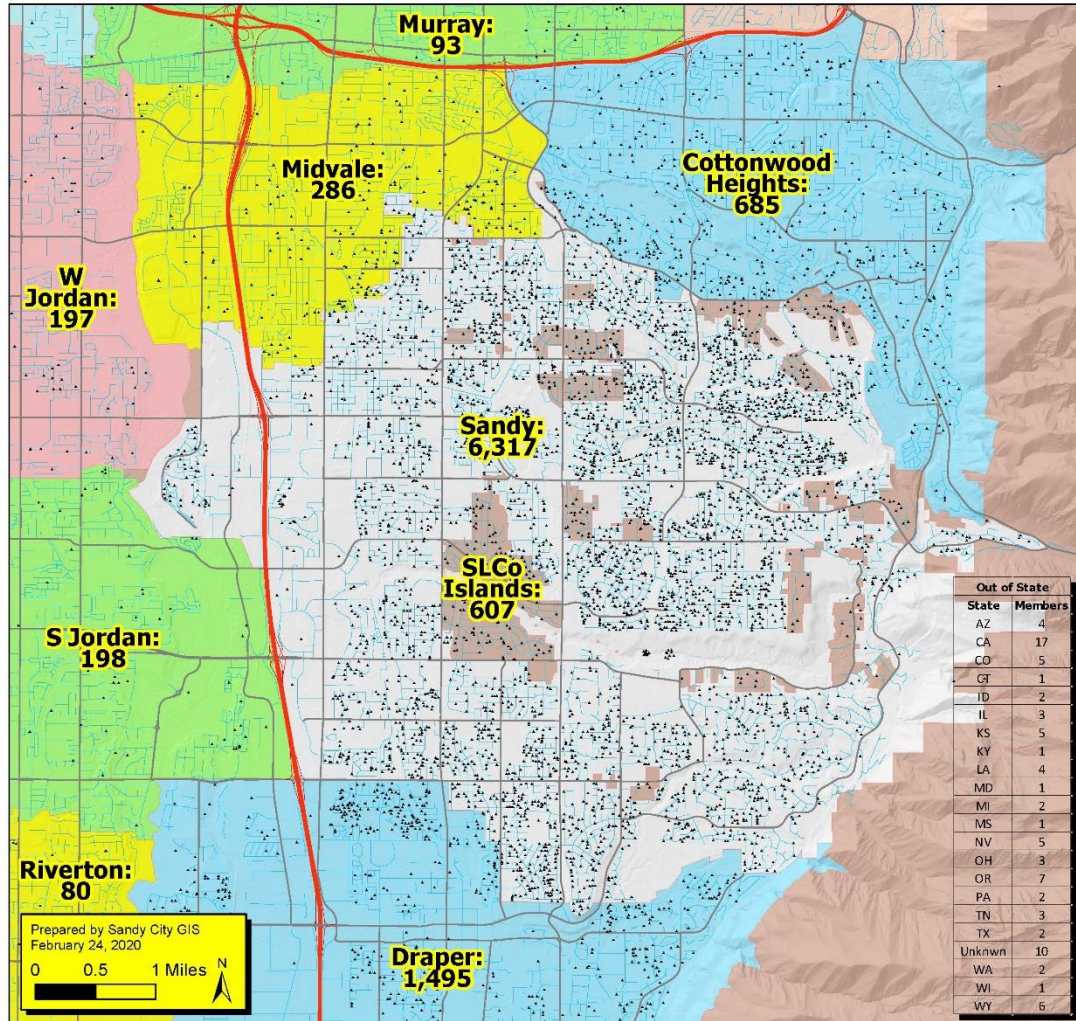 Murray:
93
Midvale:
286
Cottonwood
Heights:
685
W
Jordan:
197
Sandy:
6,317
SLCo
Islands:
607
S Jordan:
198
Riverton:
80
Draper:
1,495
Out of State
State Members
AZ 4
CA 17
CO 5
CT 1
ID 2
IL 3
KS 5
KY 1
LA 4
MD 1
MI 2
MS 1
NV 5
OH 3
OR 7
PA 2
TN 3
TX 2
Unknwn 10
WA 2
WI 1
WY 6
Prepared by Sandy City GIS
February 24, 2020
0 0.5 1 Miles N